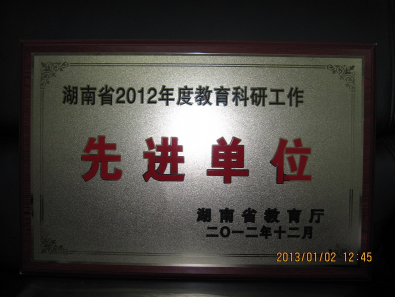 湖南省2012年度教育科研工作
先进单位
湖南省教育厅
二〇一二年十二月
2013/01/02 12:45